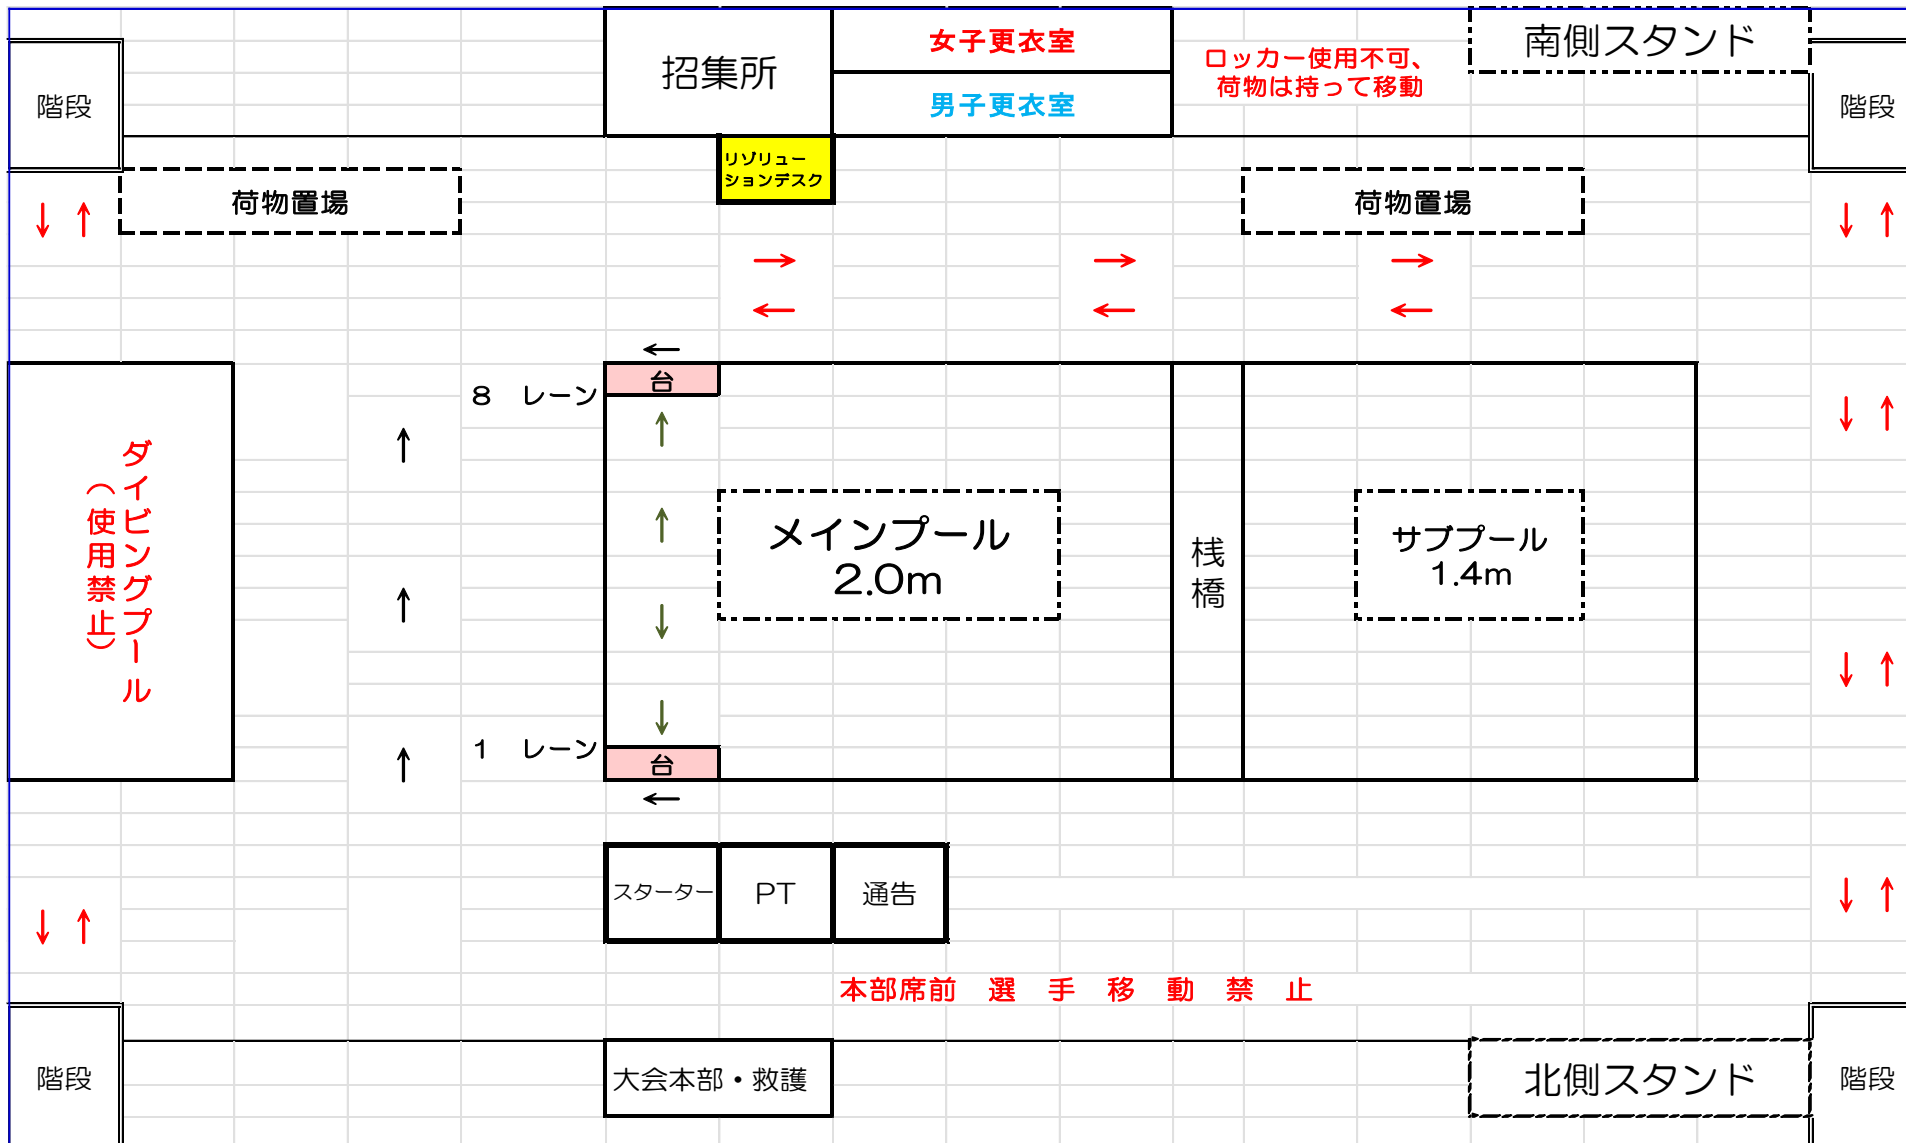 招集所
女子更衣室
男子更衣室
ロッカー使用不可、
荷物は持って移動
南側スタンド
階段
階段
リゾリュー
ションデスク
荷物置場
荷物置場
8 レーン
台
ダイビングプール
（使用禁止）
メインプール
2.0m
桟橋
サブプール
1.4m
1 レーン
台
スターター
PT
通告
本部席前 選 手 移 動 禁 止
階段
大会本部・救護
北側スタンド
階段